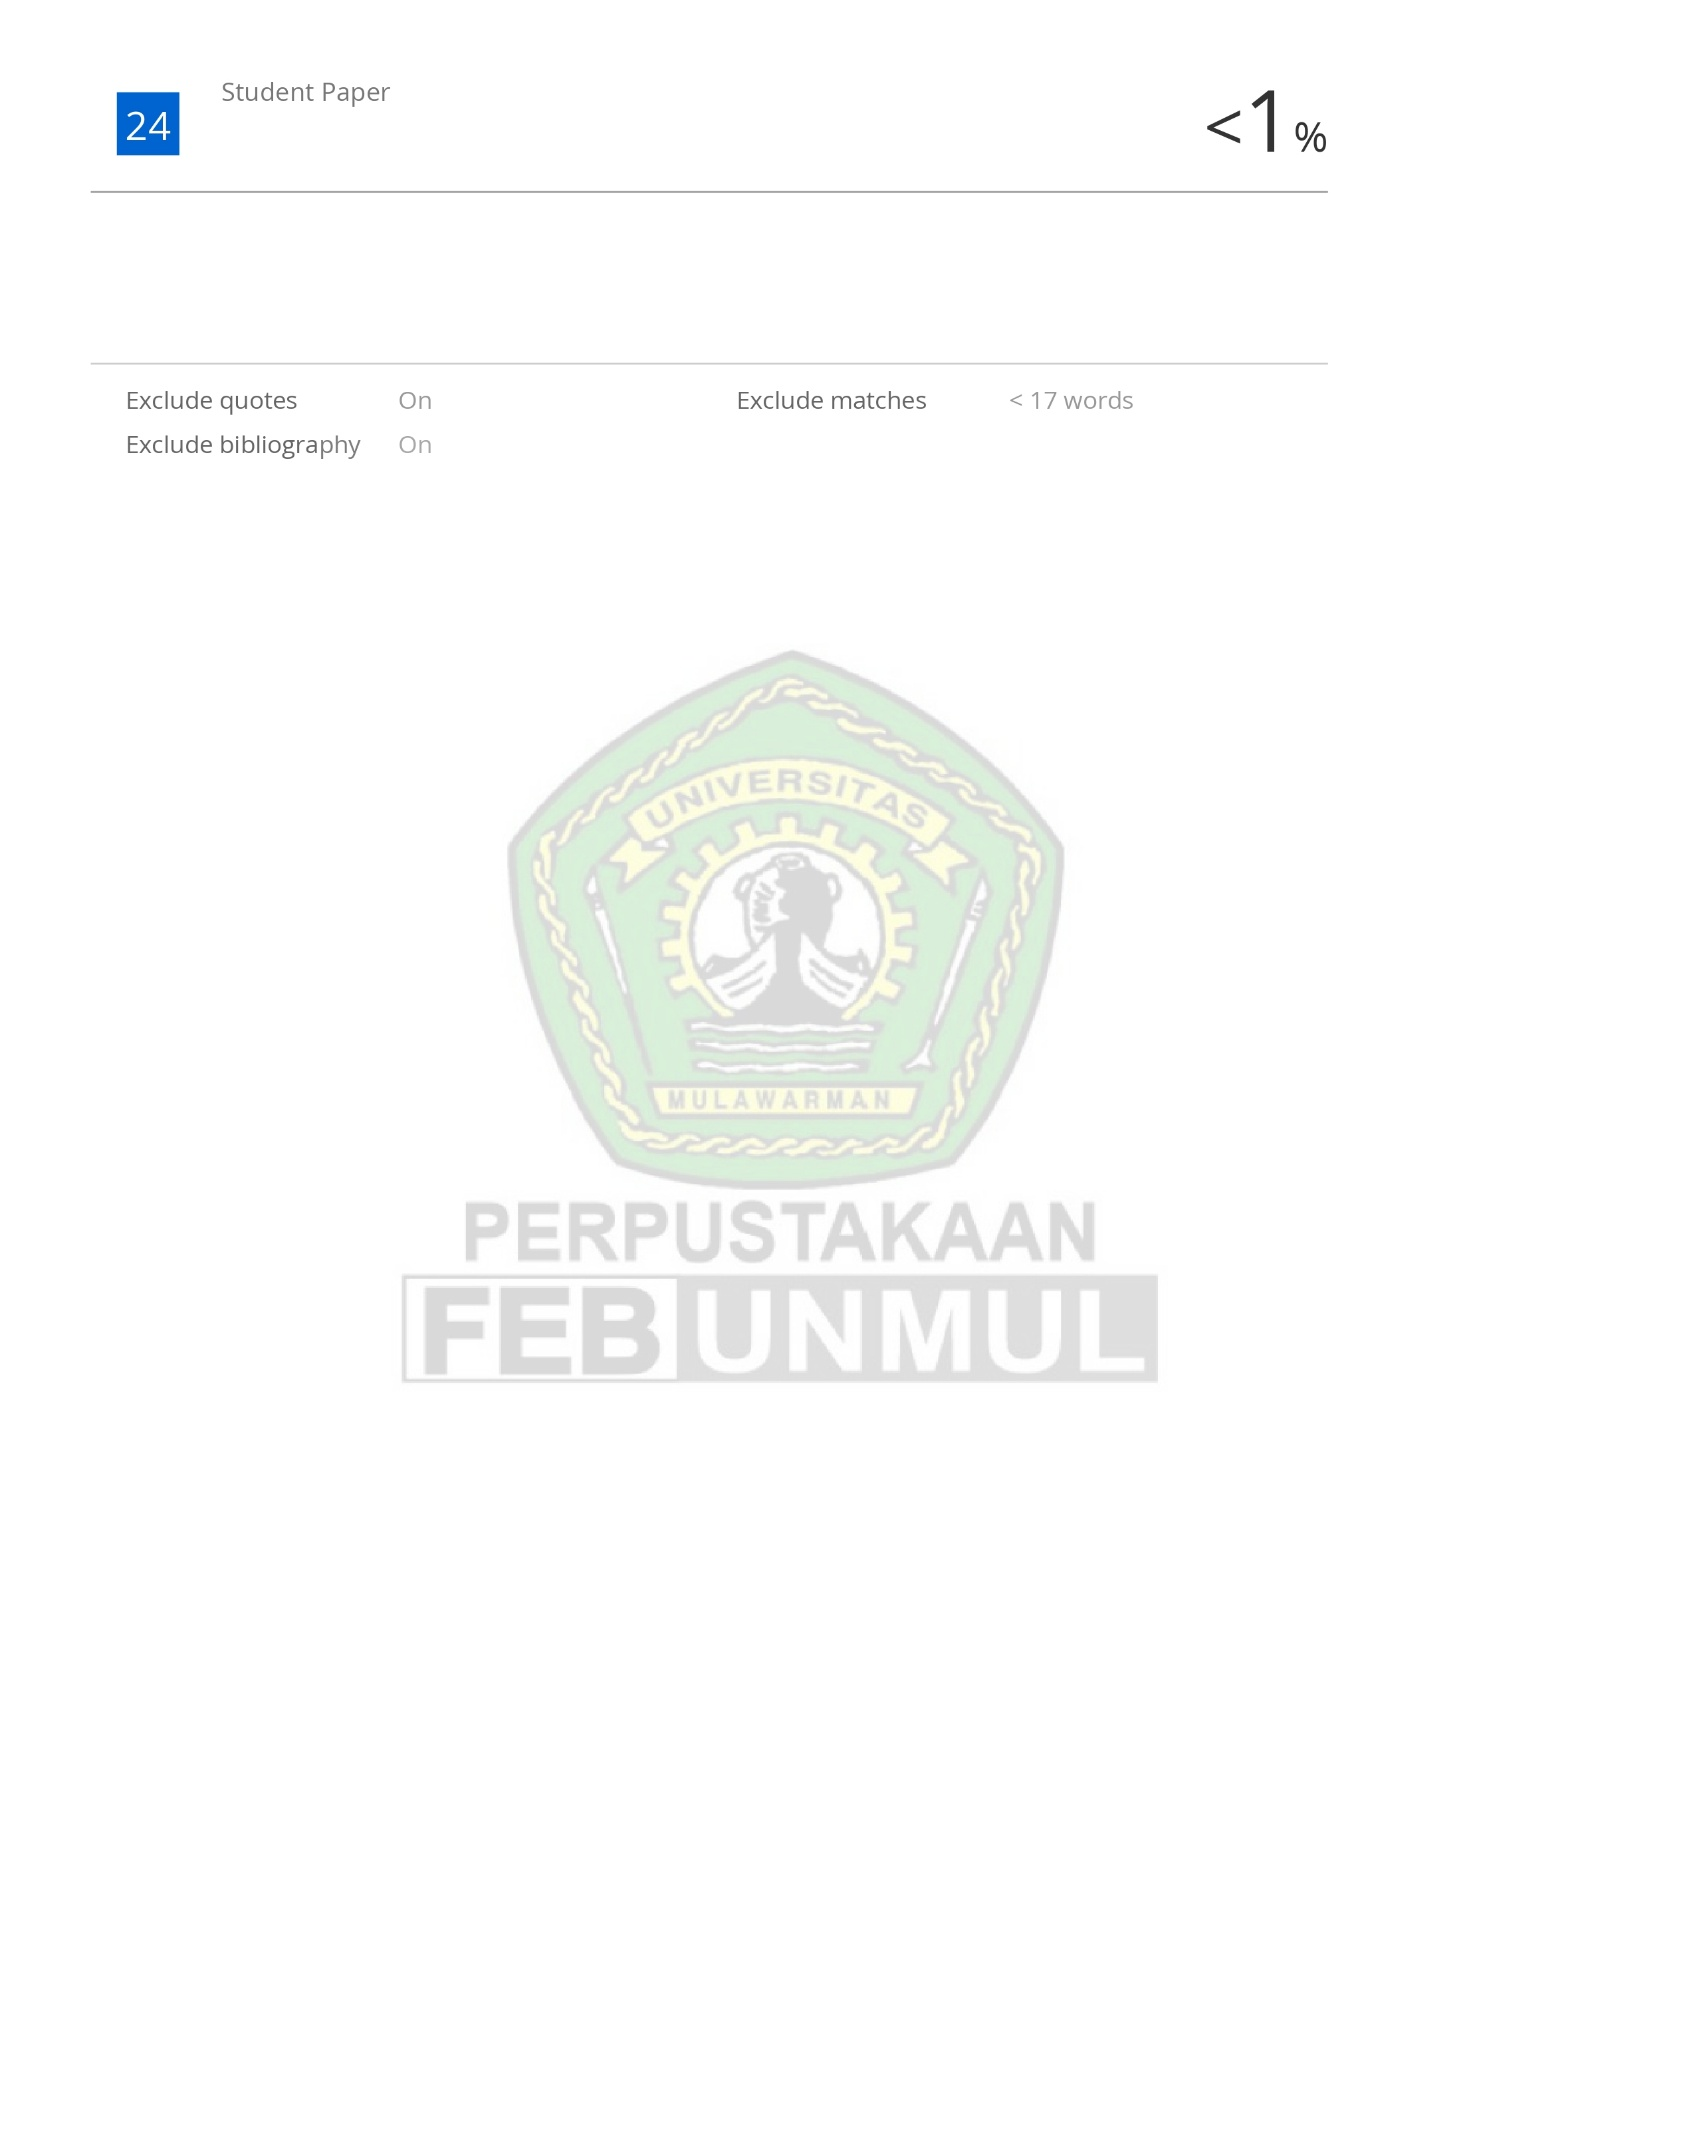 24
Student Paper
<1%
Exclude quotes On Exclude matches < 17 words
Exclude bibliography On
UNIVERSITAS
MULAWARMAN
PERPUSTAKAAN
FEB UNMUL